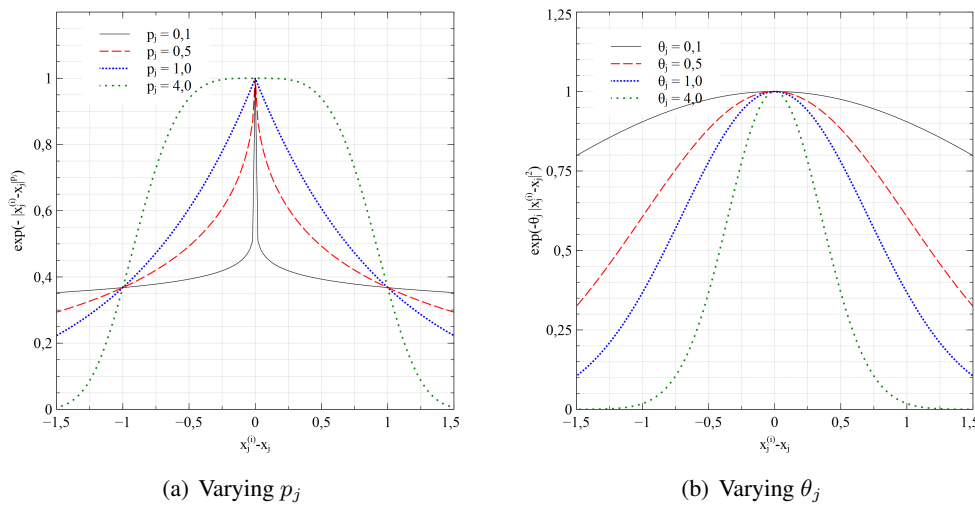 p_j = 0,1
p_j = 0,5
p_j = 1,0
p_j = 4,0
1
0,8
0,6
0,4
0,2
0
exp(- |x_j^(i)-x_j|^p_j)
−1,5 −1 −0,5 0 0,5 1 1,5
x_j^(i)-x_j
(a) Varying p_j
1,25
θ_j = 0,1
θ_j = 0,5
θ_j = 1,0
θ_j = 4,0
1
0,75
0,5
0,25
0
exp(-θ_j |x_j^(i)-x_j|^2)
−1,5 −1 −0,5 0 0,5 1 1,5
x_j^(i)-x_j
(b) Varying θ_j